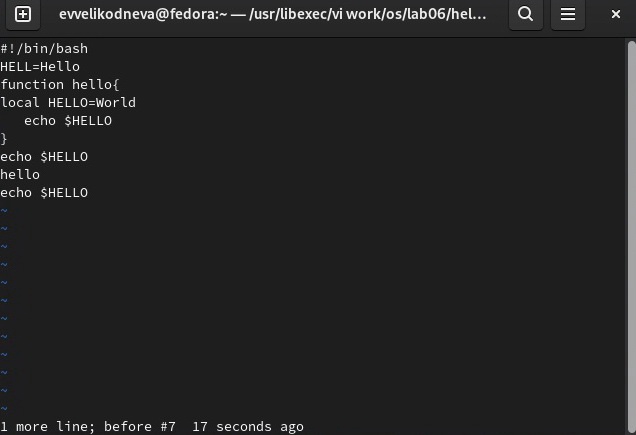 evvelikodneva@fedora:~ — /usr/libexec/vi work/os/lab06/hel...
#!/bin/bash
HELL=Hello
function hello{
local HELLO=World
   echo $HELLO
}
echo $HELLO
hello
echo $HELLO
~
~
~
~
~
~
~
~
~
~
~
~
1 more line; before #7  17 seconds ago